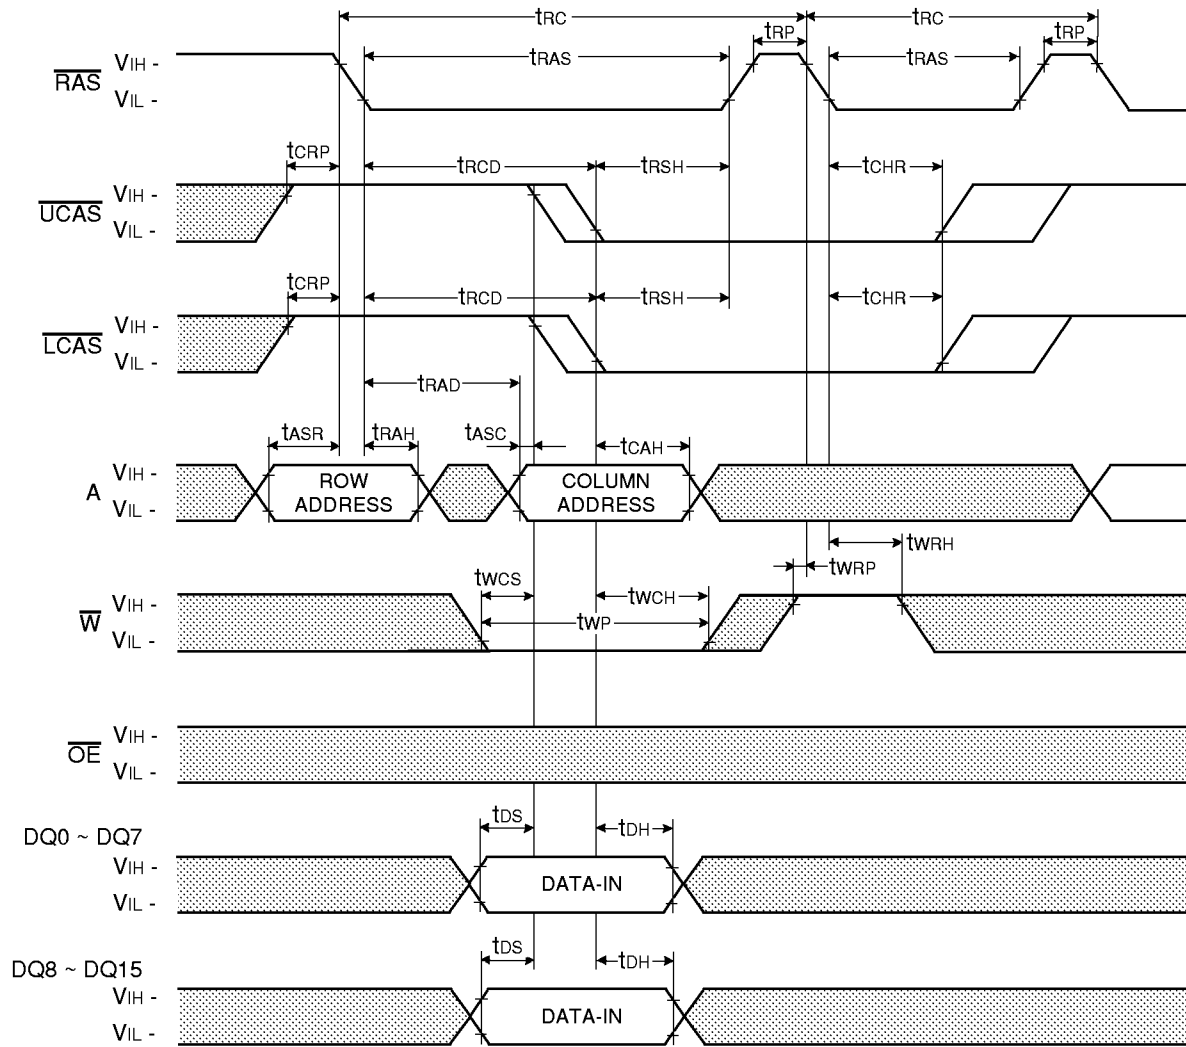 tRC tRC
tRP tRP
tRAS tRAS
RAS VIH -
VIL -
tCRP tRCD tRSH tCHR
UCAS VIH -
VIL -
tCRP tRCD tRSH tCHR
LCAS VIH -
VIL -
tRAD
tASR tRAH tASC tCAH
A VIH -
VIL -
ROW ADDRESS
COLUMN ADDRESS
tWRH
tWRP
tWCS tWCH
tWP
W VIH -
VIL -
OE VIH -
VIL -
tDS tDH
DQ0 ~ DQ7
VIH -
VIL -
DATA-IN
tDS tDH
DQ8 ~ DQ15
VIH -
VIL -
DATA-IN